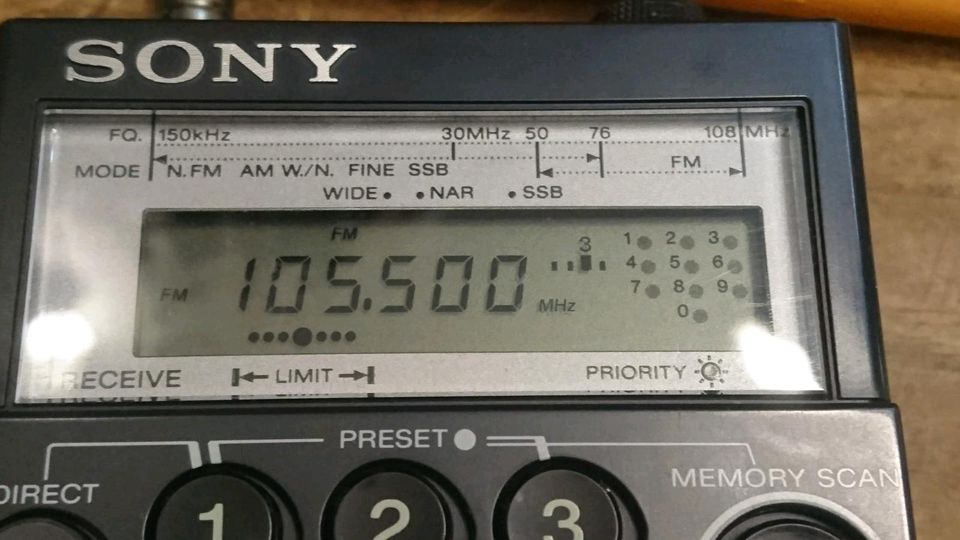 SONY
FQ. 150kHz 30MHz 50 76 108 MHz
MODE N.FM AM W./N. FINE SSB FM
WIDE • • NAR • SSB
FM
3 1 2 3
FM 105.500 MHz 4 5 6
7 8 9
0
RECEIVE LIMIT PRIORITY
PRESET
DIRECT MEMORY SCAN
1 2 3